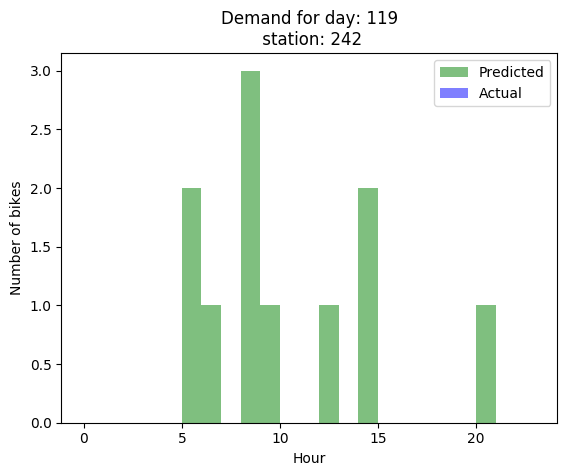 Demand for day: 119
station: 242
Predicted
Actual
Number of bikes
3.0
2.5
2.0
1.5
1.0
0.5
0.0
0 5 10 15 20
Hour